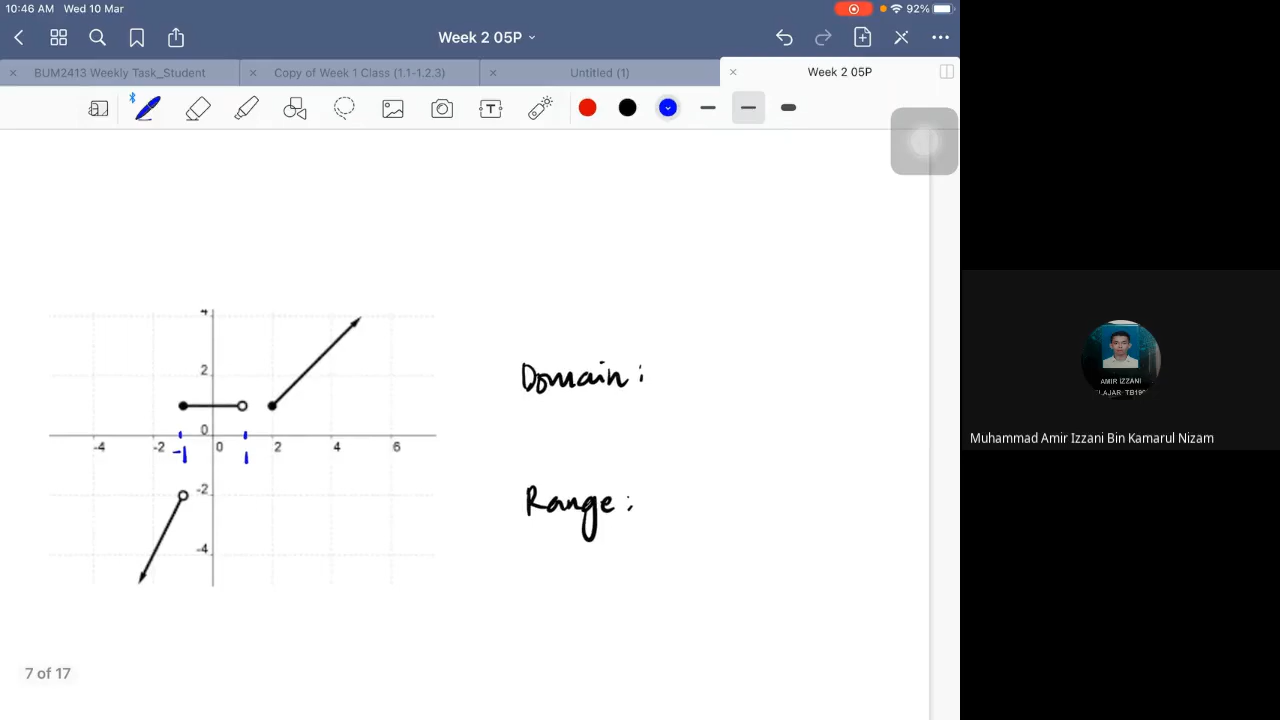 10:46 AM Wed 10 Mar
92%
Week 2 05P
BUM2413 Weekly Task_Student
Copy of Week 1 Class (1.1-1.2.3)
Untitled (1)
Week 2 05P
T
4
2
0
-4 -2 0 2 4 6
-1 1
-2
-4
Domain :
Range :
7 of 17
AMIR IZZANI
Muhammad Amir Izzani Bin Kamarul Nizam